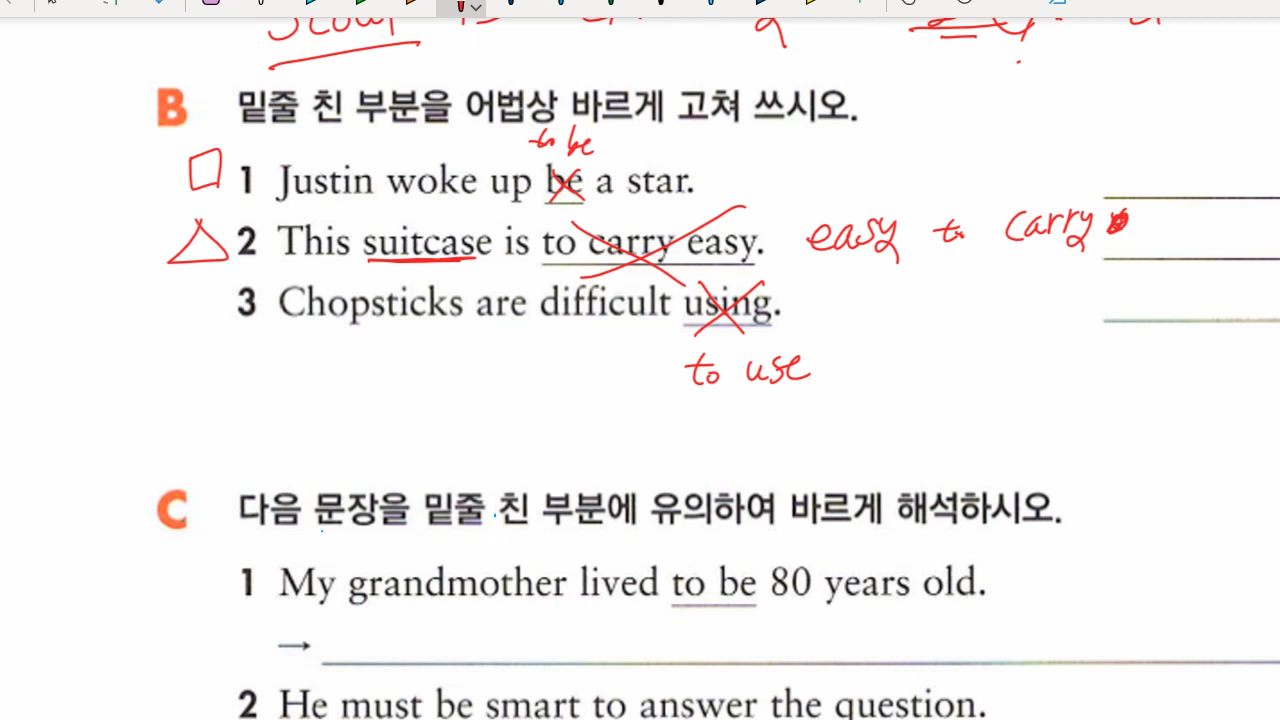 B 밑줄 친 부분을 어법상 바르게 고쳐 쓰시오.
to be
1 Justin woke up be a star.
2 This suitcase is to carry easy. easy to carry
3 Chopsticks are difficult using.
to use
C 다음 문장을 밑줄 친 부분에 유의하여 바르게 해석하시오.
1 My grandmother lived to be 80 years old.
→
2 He must be smart to answer the question.